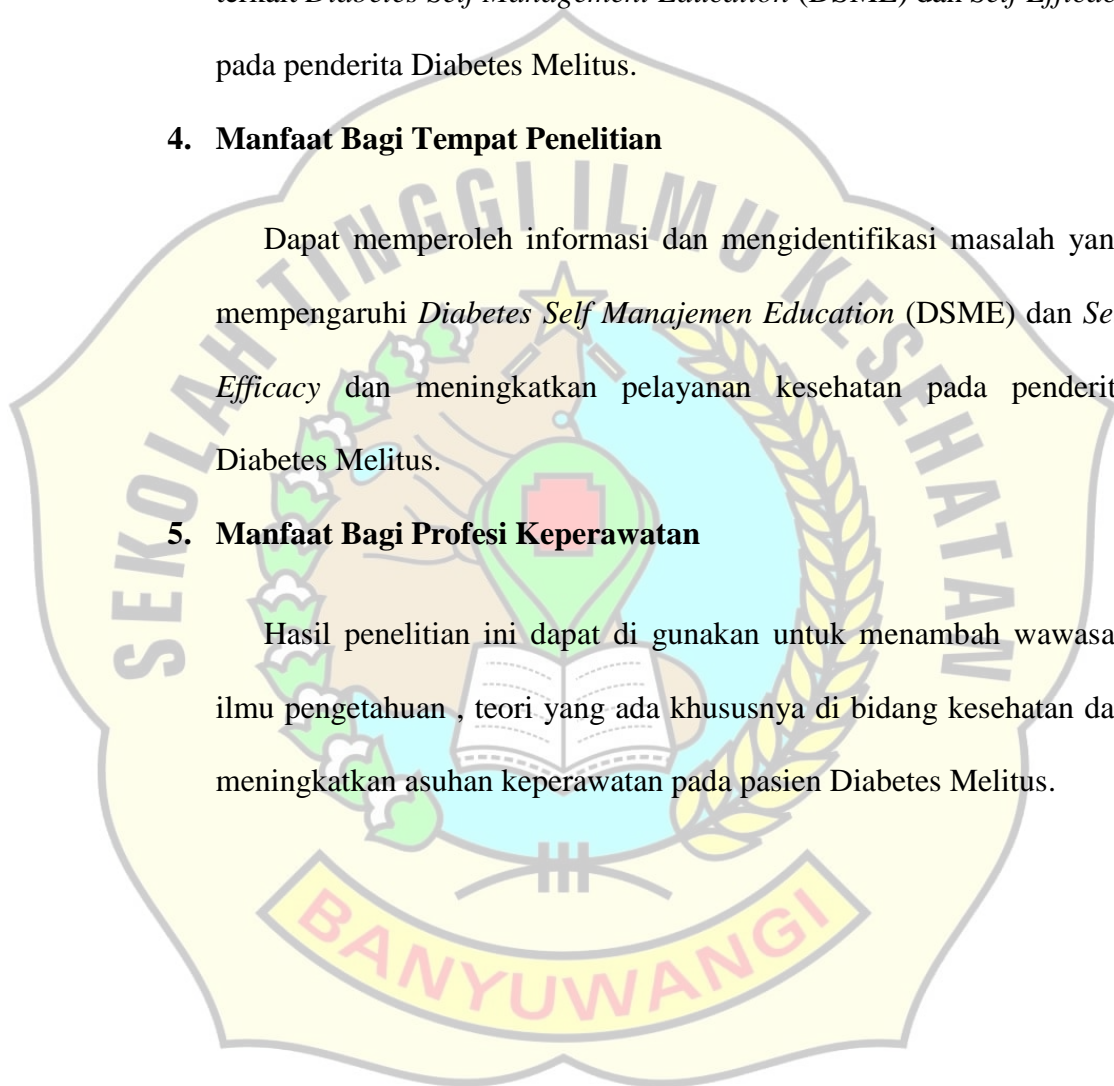 terkait Diabetes Self Management Education (DSME) dan Self Efficac
pada penderita Diabetes Melitus.
4. Manfaat Bagi Tempat Penelitian
Dapat memperoleh informasi dan mengidentifikasi masalah yan
mempengaruhi Diabetes Self Manajemen Education (DSME) dan Se
Efficacy dan meningkatkan pelayanan kesehatan pada penderit
Diabetes Melitus.
5. Manfaat Bagi Profesi Keperawatan
Hasil penelitian ini dapat di gunakan untuk menambah wawasa
ilmu pengetahuan , teori yang ada khususnya di bidang kesehatan da
meningkatkan asuhan keperawatan pada pasien Diabetes Melitus.
SEKOLAH TINGGI ILMU KESEHATAN
BANYUWANGI